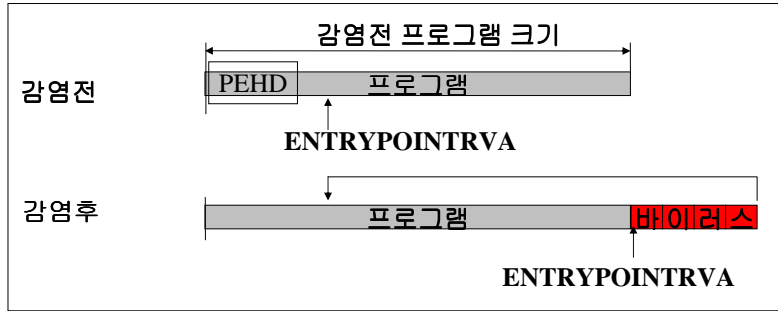 감염전 프로그램 크기
감염전
PEHD 프로그램
ENTRYPOINTRVA
감염후
프로그램 바이러스
ENTRYPOINTRVA